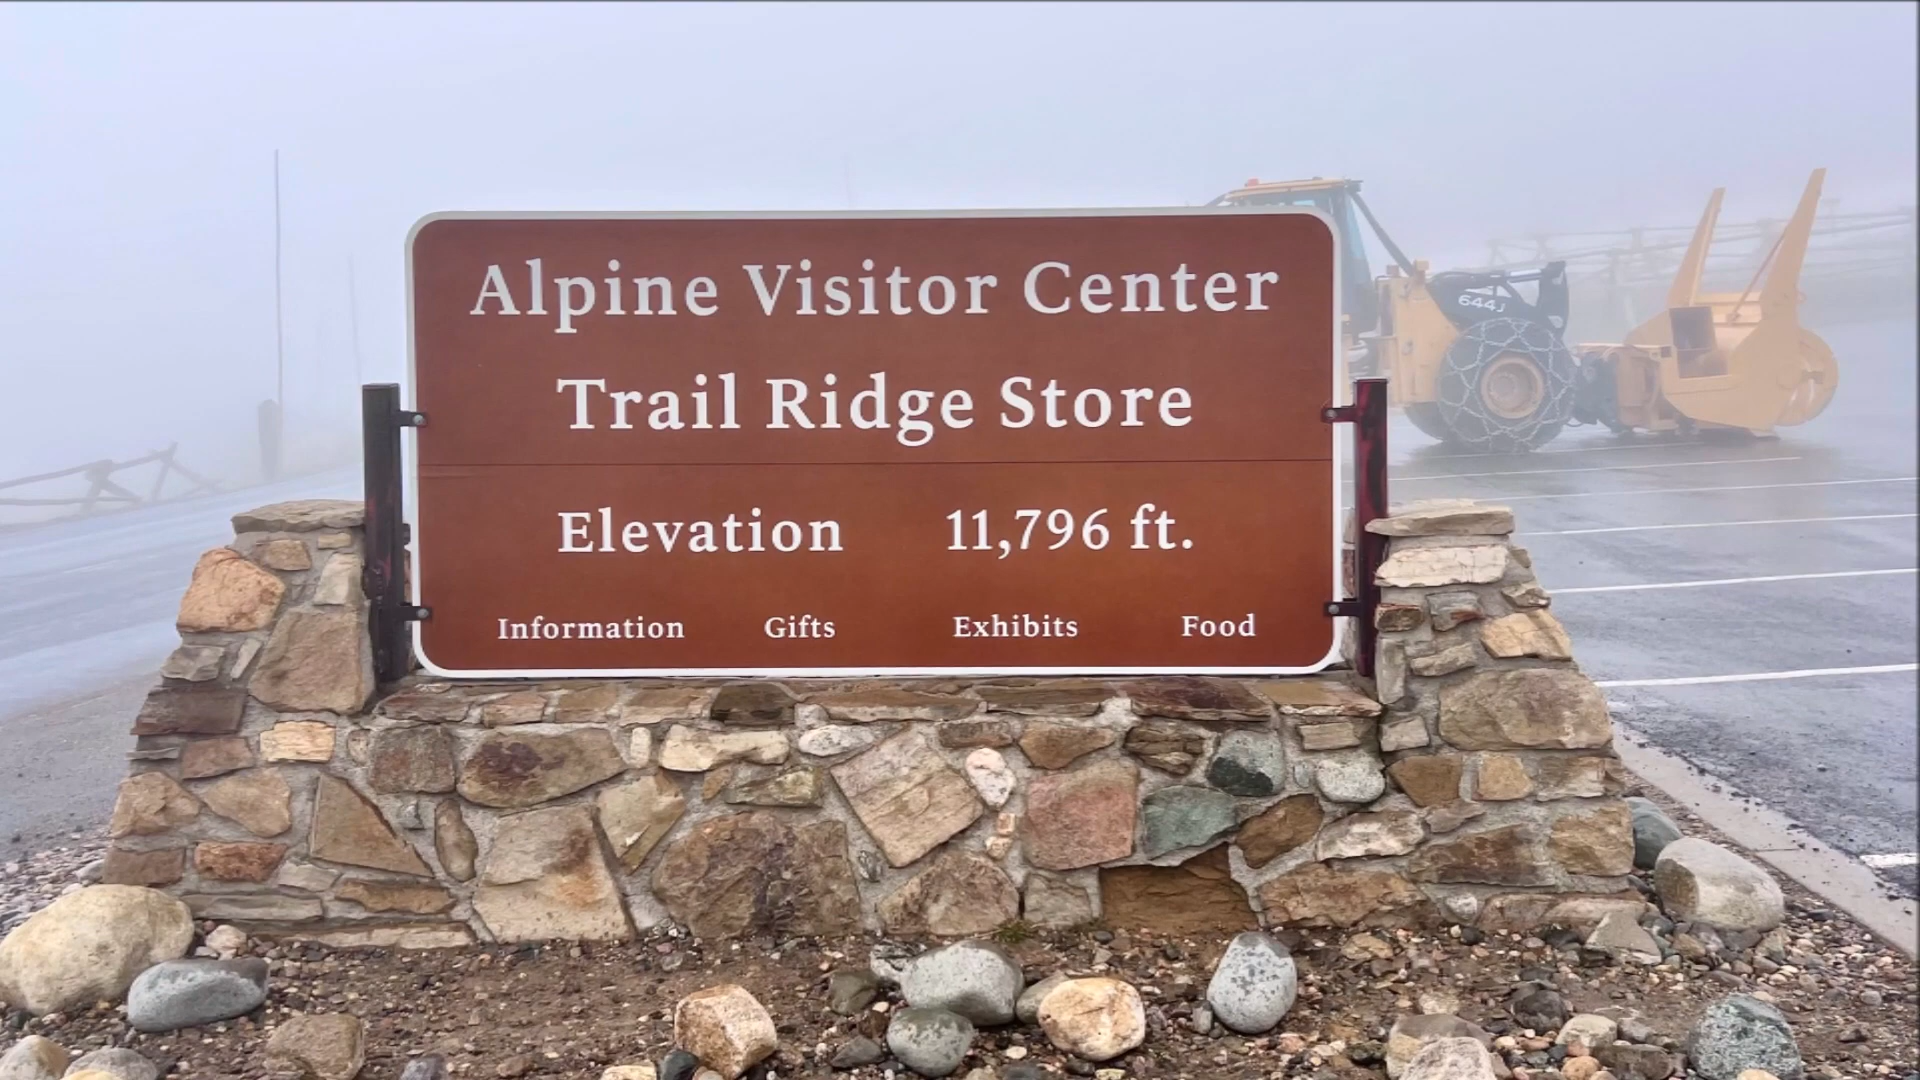 Alpine Visitor Center
Trail Ridge Store
Elevation 11,796 ft.
Information Gifts Exhibits Food
644J